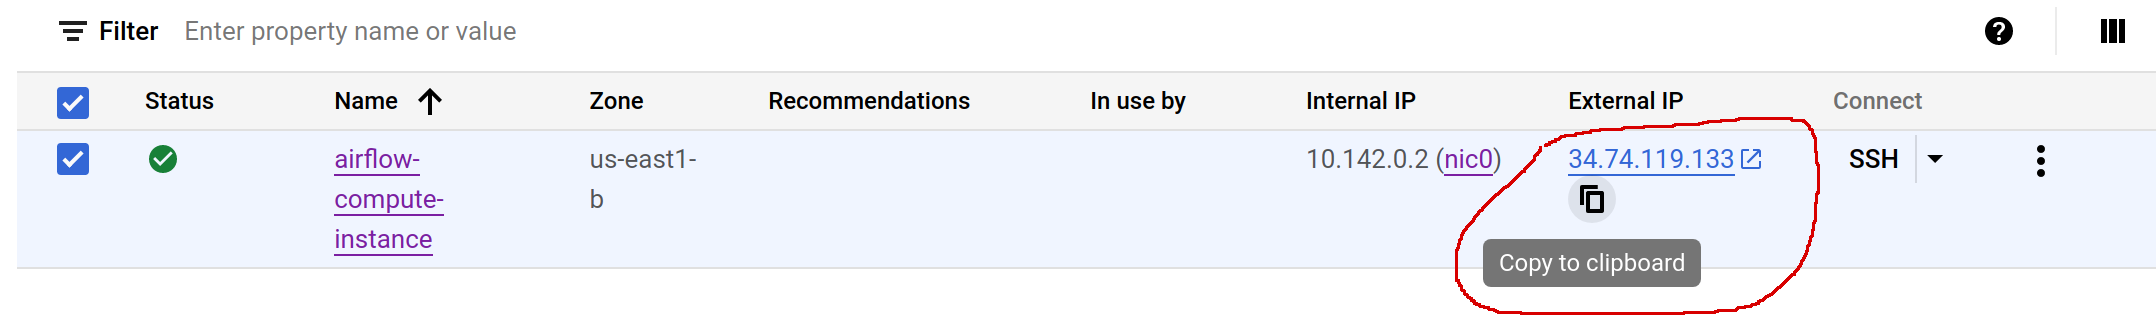 Filter Enter property name or value
Status Name Zone Recommendations In use by Internal IP External IP Connect
airflow- us-east1- 10.142.0.2 (nic0) 34.74.119.133 SSH
compute- b
instance
Copy to clipboard